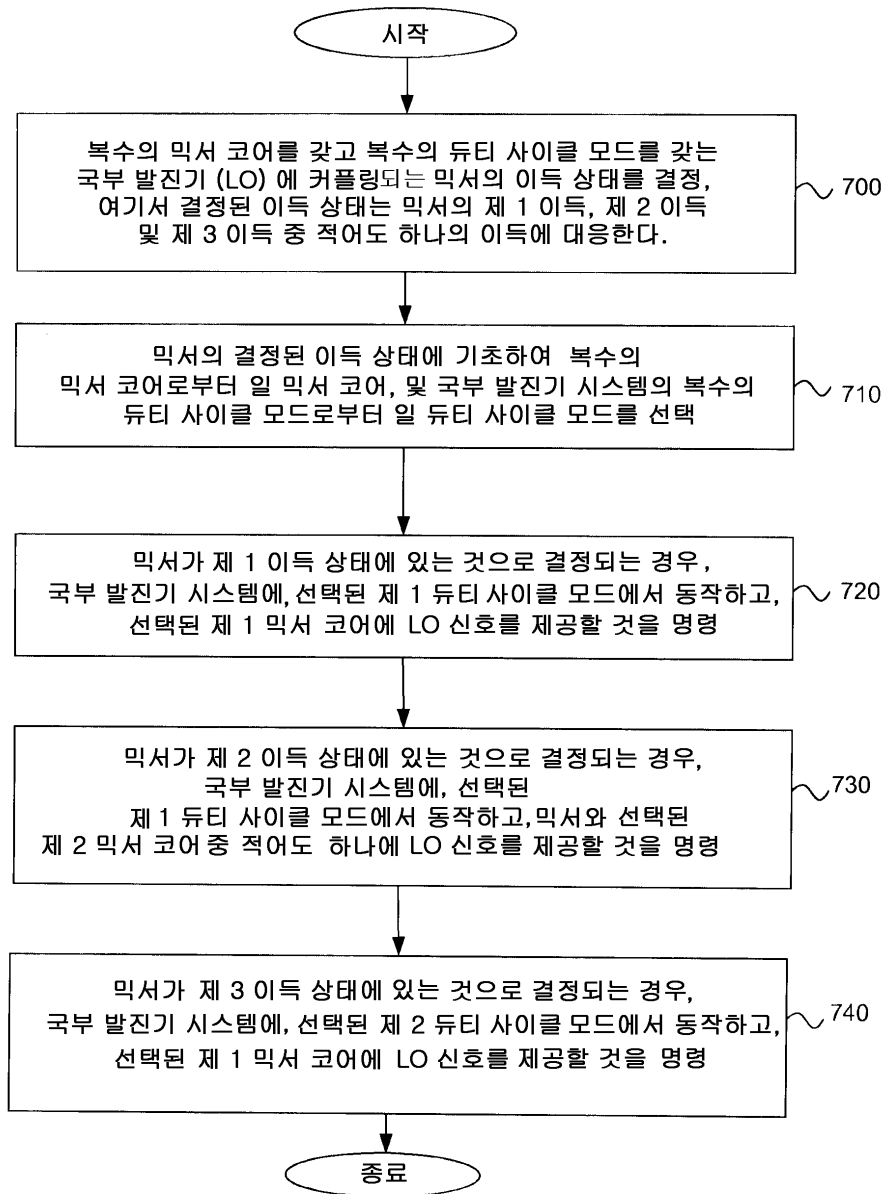 시작
복수의 믹서 코어를 갖고 복수의 듀티 사이클 모드를 갖는
국부 발진기 (LO) 에 커플링되는 믹서의 이득 상태를 결정,
여기서 결정된 이득 상태는 믹서의 제 1 이득, 제 2 이득
및 제 3 이득 중 적어도 하나의 이득에 대응한다.
700
믹서의 결정된 이득 상태에 기초하여 복수의
믹서 코어로부터 일 믹서 코어, 및 국부 발진기 시스템의 복수의
듀티 사이클 모드로부터 일 듀티 사이클 모드를 선택
710
믹서가 제 1 이득 상태에 있는 것으로 결정되는 경우,
국부 발진기 시스템에, 선택된 제 1 듀티 사이클 모드에서 동작하고,
선택된 제 1 믹서 코어에 LO 신호를 제공할 것을 명령
720
믹서가 제 2 이득 상태에 있는 것으로 결정되는 경우,
국부 발진기 시스템에, 선택된
제 1 듀티 사이클 모드에서 동작하고, 믹서와 선택된
제 2 믹서 코어 중 적어도 하나에 LO 신호를 제공할 것을 명령
730
믹서가 제 3 이득 상태에 있는 것으로 결정되는 경우,
국부 발진기 시스템에, 선택된 제 2 듀티 사이클 모드에서 동작하고,
선택된 제 1 믹서 코어에 LO 신호를 제공할 것을 명령
740
종료